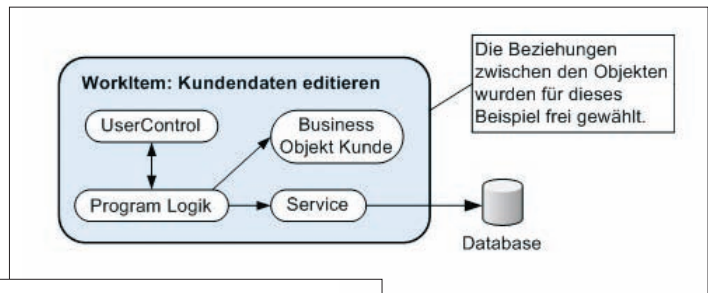 Die Beziehungen
zwischen den Objekten
wurden für dieses
Beispiel frei gewählt.
WorkItem: Kundendaten editieren
UserControl
Business
Objekt Kunde
Program Logik
Service
Database